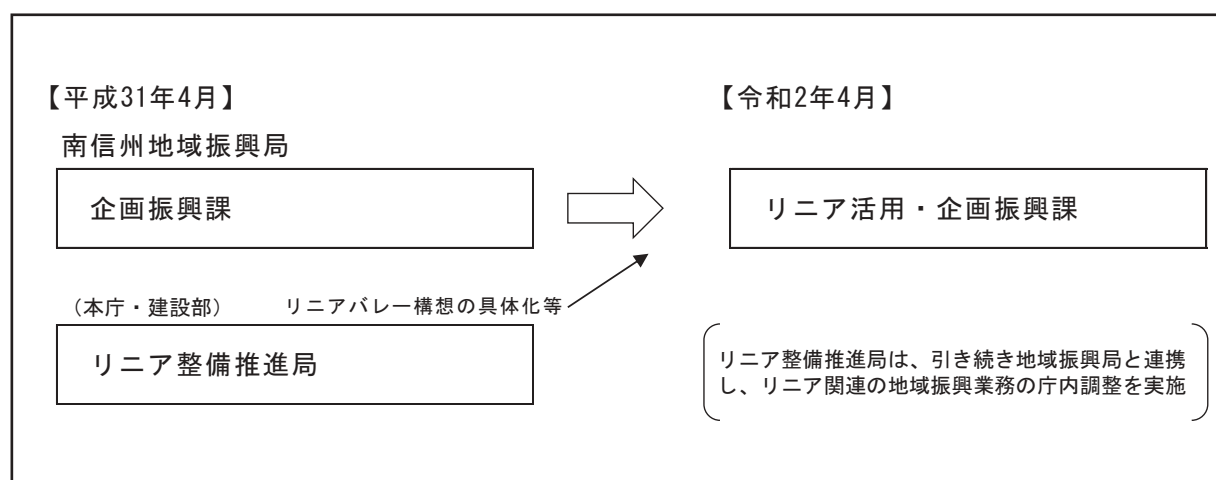 【平成31年4月】
南信州地域振興局
企画振興課
(本庁・建設部) リニアバレー構想の具体化等
リニア整備推進局
【令和2年4月】
リニア活用・企画振興課
リニア整備推進局は、引き続き地域振興局と連携
し、リニア関連の地域振興業務の庁内調整を実施